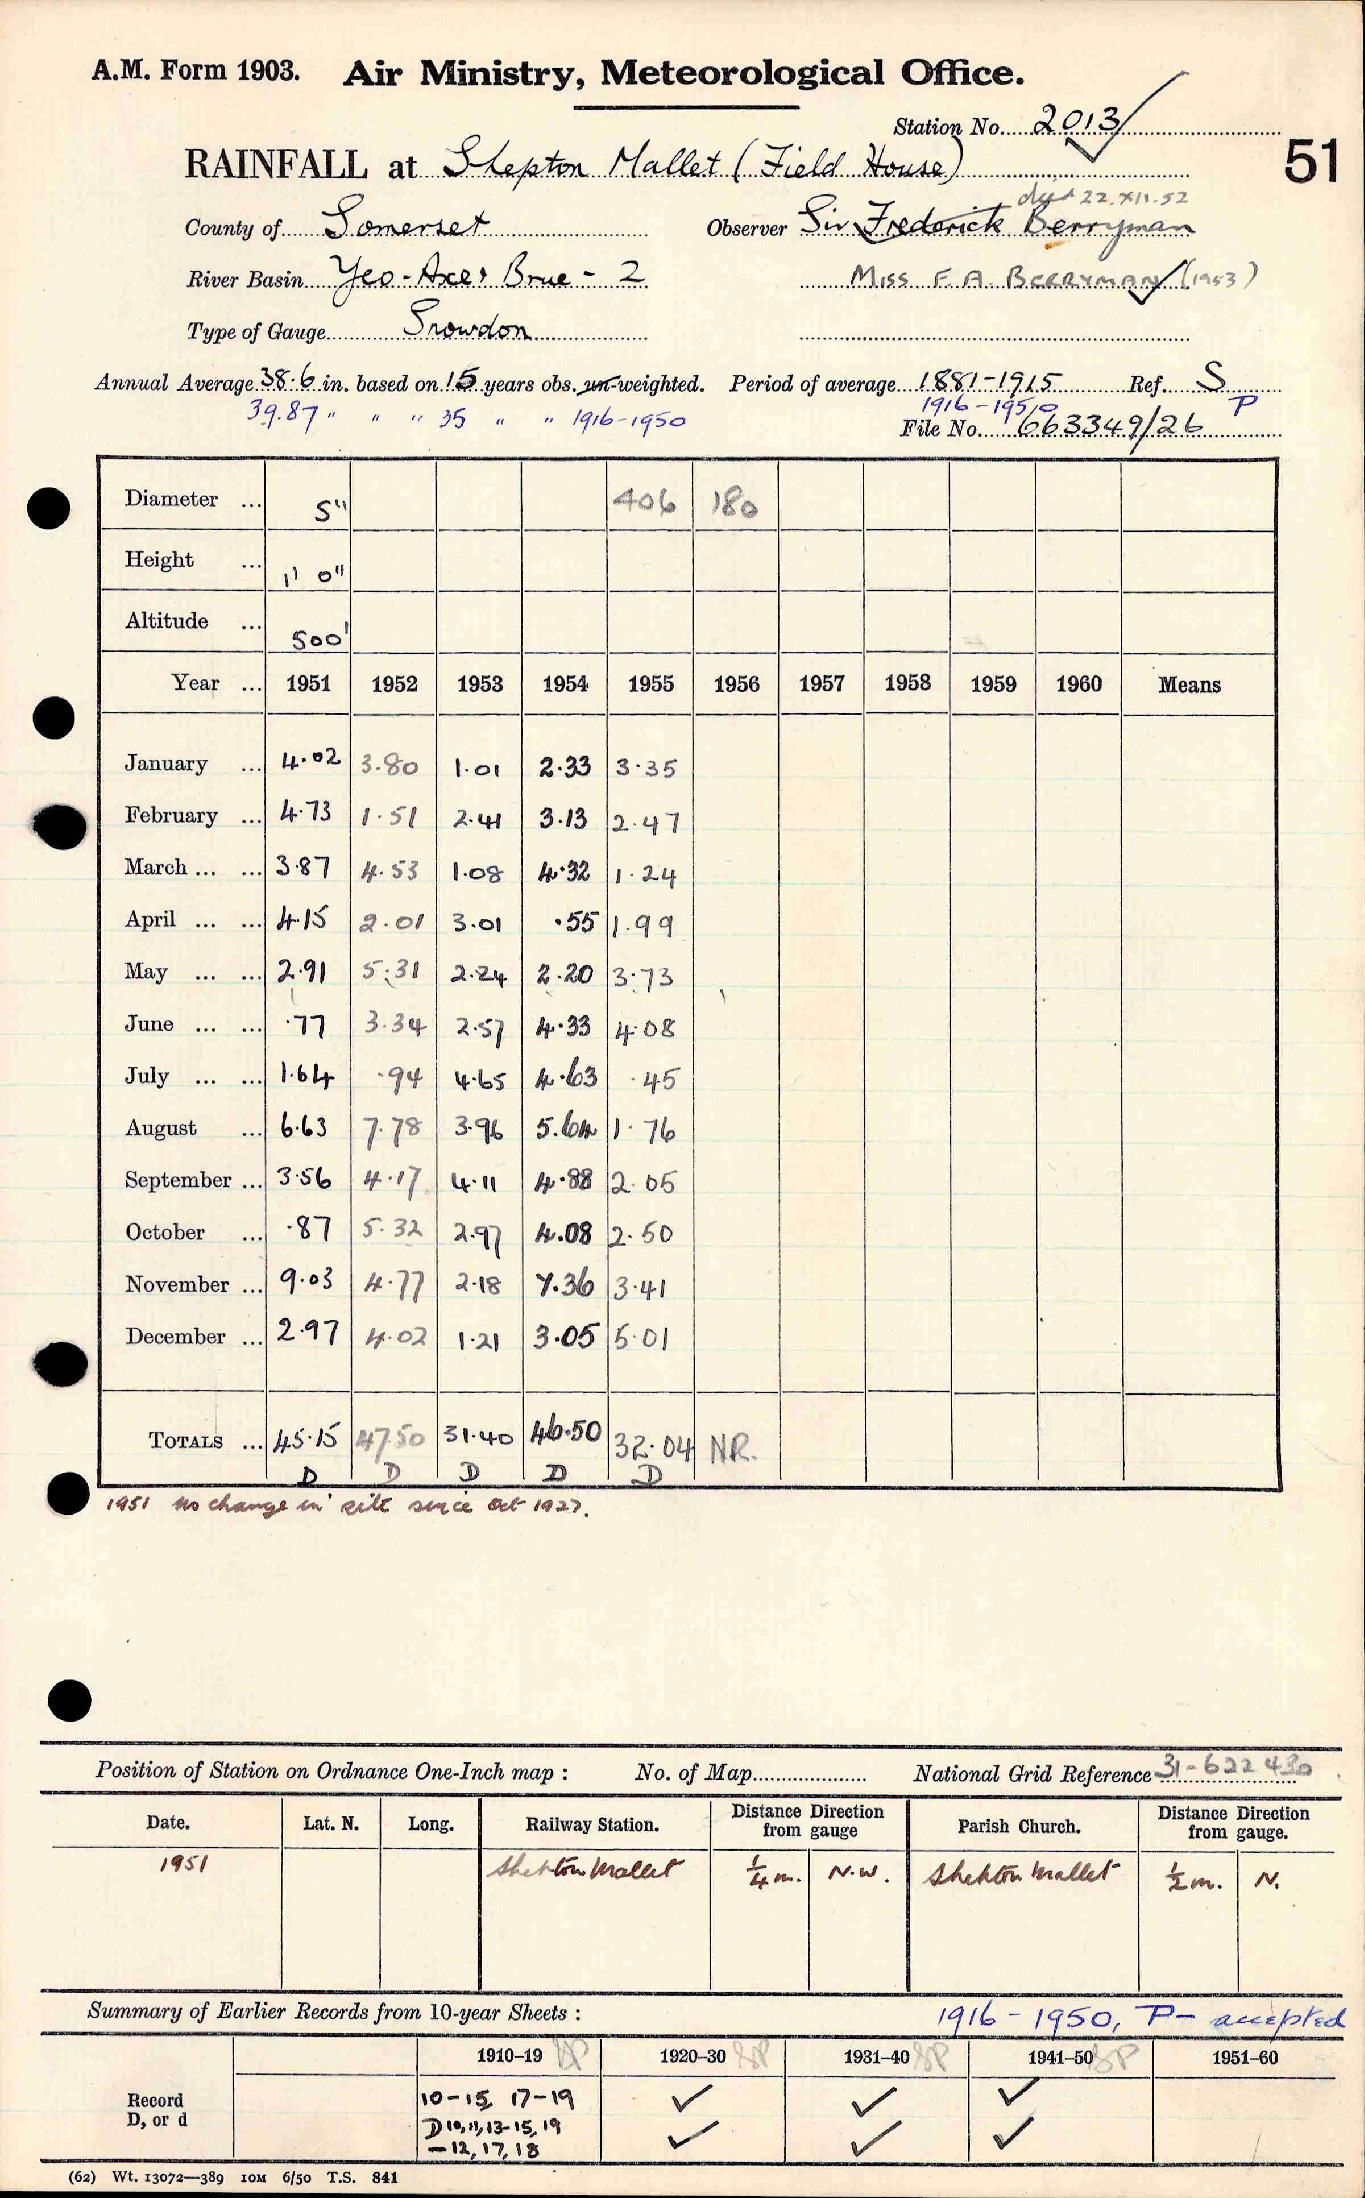 A.M. Form 1903. Air Ministry, Meteorological Office.
Station No. 2013
51
RAINFALL at Shepton Mallet (Field House)
died 22.XII.52
County of Somerset Observer Sir Frederick Berryman
River Basin Yeo-Axe & Brue - 2 MISS F. A. BERRYMAN (1953)
Type of Gauge Snowdon
Annual Average 38.6 in. based on 15 years obs. un-weighted. Period of average 1881-1915 Ref. S
39.87 " " " 35 " " 1916-1950 1916-1950 P
File No. 663349/26
Diameter ... 5" 406 180
Height ... 1' 0"
Altitude ... 500'
Year ... 1951 1952 1953 1954 1955 1956 1957 1958 1959 1960 Means
January ... 4.02 3.80 1.01 2.33 3.35
February ... 4.73 1.51 2.41 3.13 2.47
March ... ... 3.87 4.53 1.08 4.32 1.24
April ... ... 4.15 2.01 3.01 .55 1.99
May ... ... 2.91 5.31 2.24 2.20 3.73
June ... ... .77 3.34 2.57 4.33 4.08
July ... ... 1.64 .94 4.65 4.63 .45
August ... 6.63 7.78 3.96 5.64 1.76
September ... 3.56 4.17 4.11 4.88 2.05
October ... .87 5.32 2.97 4.08 2.50
November ... 9.03 4.77 2.18 7.36 3.41
December ... 2.97 4.02 1.21 3.05 5.01
TOTALS ... 45.15 47.50 31.40 46.50 32.04 NR.
D D D D D
1951 No change in site since Oct 1927.
Position of Station on Ordnance One-Inch map : No. of Map National Grid Reference 31-622430
Date. Lat. N. Long. Railway Station. Distance Direction from gauge Parish Church. Distance Direction from gauge.
1951 Shepton Mallet 1/4 m. N.W. Shepton Mallet 1/2 m. N.
Summary of Earlier Records from 10-year Sheets : 1916-1950, P- accepted
1910-19 1920-30 1931-40 1941-50 1951-60
Record 10-15, 17-19 ✓ ✓ ✓
D, or d D 10,11,13-15,19 ✓ ✓ ✓
-12,17,18
(62) Wt. 13072—389 10M 6/50 T.S. 841